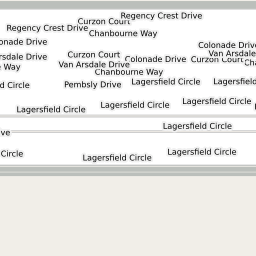 Regency Crest Drive
Curzon Court
Regency Crest Drive
Chanbourne Way
onade Drive
Colonade Drive
rsdale Drive
Curzon Court
Van Arsdale
Colonade Drive
Curzon Court
Cha
Van Arsdale Drive
e Way
Chanbourne Way
d Circle
Pembsly Drive
Lagersfield Circle
Lagersfield
Lagersfield Circle
Lagersfield Circle
Lagersfield Circle
Lagersfield Circle
ve
Circle
Lagersfield Circle
Lagersfield Circle